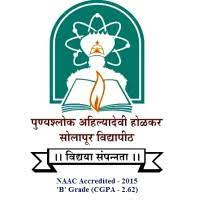 पुण्यश्लोक अहिल्यादेवी होळकर
सोलापूर विद्यापीठ
।। विद्यया संपन्नता ।।
NAAC Accredited - 2015
'B' Grade (CGPA - 2.62)